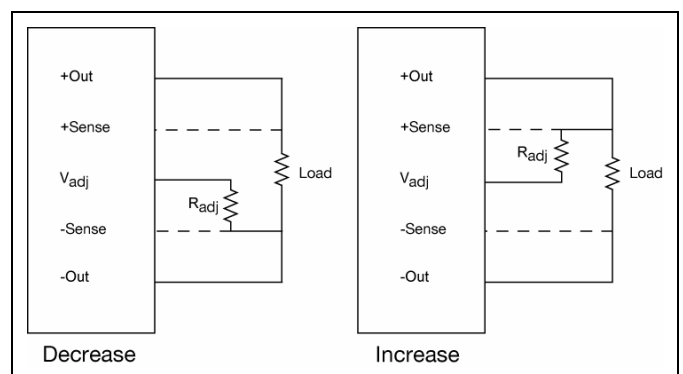 +Out
+Sense
Vadj
-Sense
-Out
Radj
Load
Decrease
+Out
+Sense
Vadj
-Sense
-Out
Radj
Load
Increase